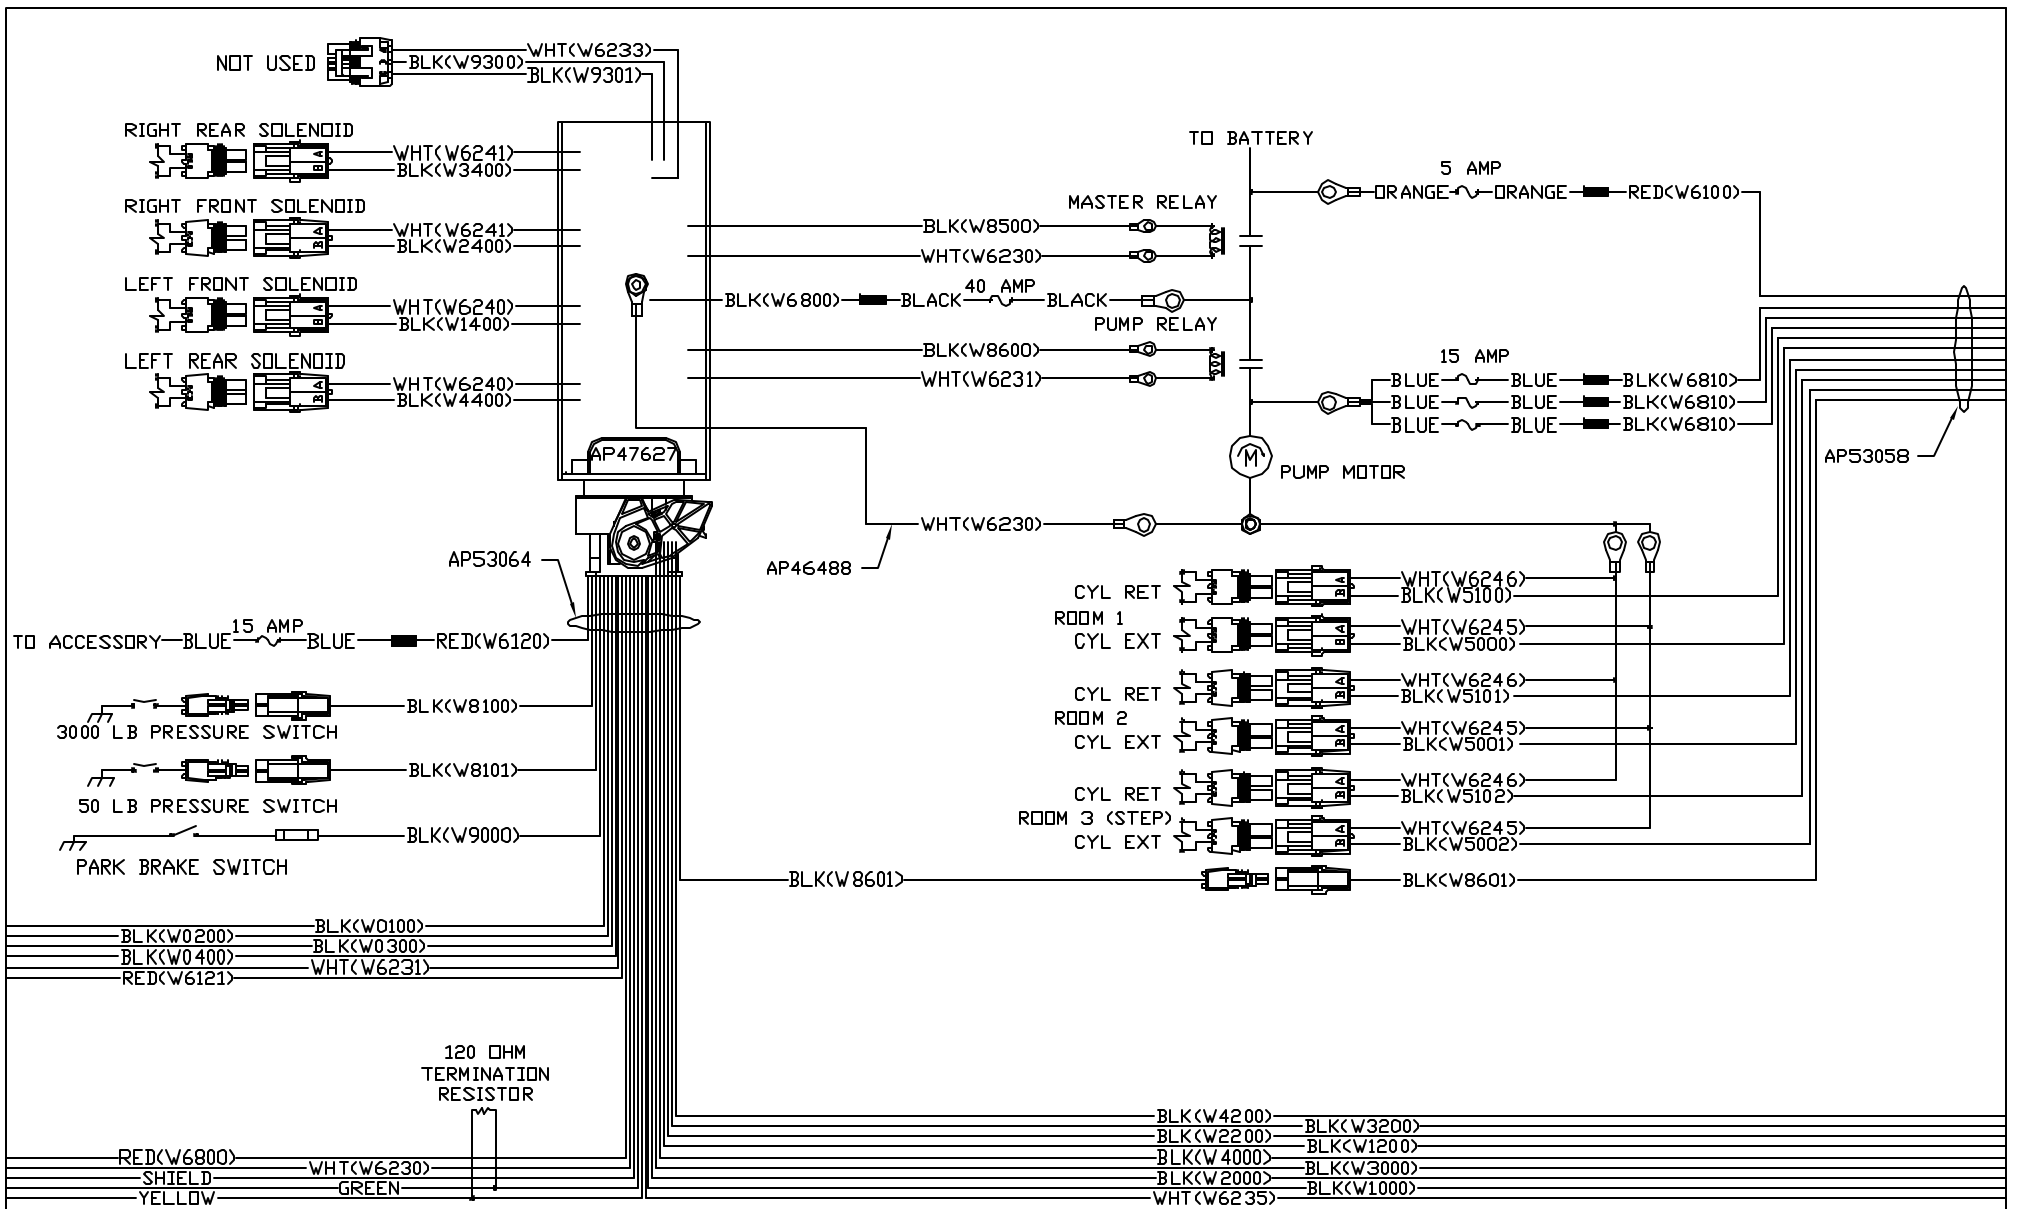 NOT USED
WHT(W6233)
BLK(W9300)
BLK(W9301)
RIGHT REAR SOLENOID
A
B
WHT(W6241)
BLK(W3400)
RIGHT FRONT SOLENOID
A
B
WHT(W6241)
BLK(W2400)
LEFT FRONT SOLENOID
A
B
WHT(W6240)
BLK(W1400)
LEFT REAR SOLENOID
A
B
WHT(W6240)
BLK(W4400)
AP47627
TO BATTERY
5 AMP
ORANGE ORANGE RED(W6100)
MASTER RELAY
BLK(W8500)
WHT(W6230)
40 AMP
BLK(W6800) BLACK BLACK
PUMP RELAY
BLK(W8600)
WHT(W6231)
15 AMP
BLUE BLUE BLK(W6810)
BLUE BLUE BLK(W6810)
BLUE BLUE BLK(W6810)
AP53058
M
PUMP MOTOR
WHT(W6230)
AP46488
AP53064
15 AMP
TO ACCESSORY BLUE BLUE RED(W6120)
BLK(W8100)
3000 LB PRESSURE SWITCH
BLK(W8101)
50 LB PRESSURE SWITCH
BLK(W9000)
PARK BRAKE SWITCH
CYL RET
A
B
WHT(W6246)
BLK(W5100)
ROOM 1
CYL EXT
A
B
WHT(W6245)
BLK(W5000)
CYL RET
A
B
WHT(W6246)
BLK(W5101)
ROOM 2
CYL EXT
A
B
WHT(W6245)
BLK(W5001)
CYL RET
A
B
WHT(W6246)
BLK(W5102)
ROOM 3 (STEP)
CYL EXT
A
B
WHT(W6245)
BLK(W5002)
BLK(W8601) BLK(W8601)
BLK(W0100)
BLK(W0200)
BLK(W0300)
BLK(W0400)
WHT(W6231)
RED(W6121)
120 OHM
TERMINATION
RESISTOR
RED(W6800)
WHT(W6230)
SHIELD
GREEN
YELLOW
BLK(W4200)
BLK(W3200)
BLK(W2200)
BLK(W1200)
BLK(W4000)
BLK(W3000)
BLK(W2000)
BLK(W1000)
WHT(W6235)